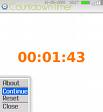 Countdown Timer
00:01:43
About
Continue
Reset
Close